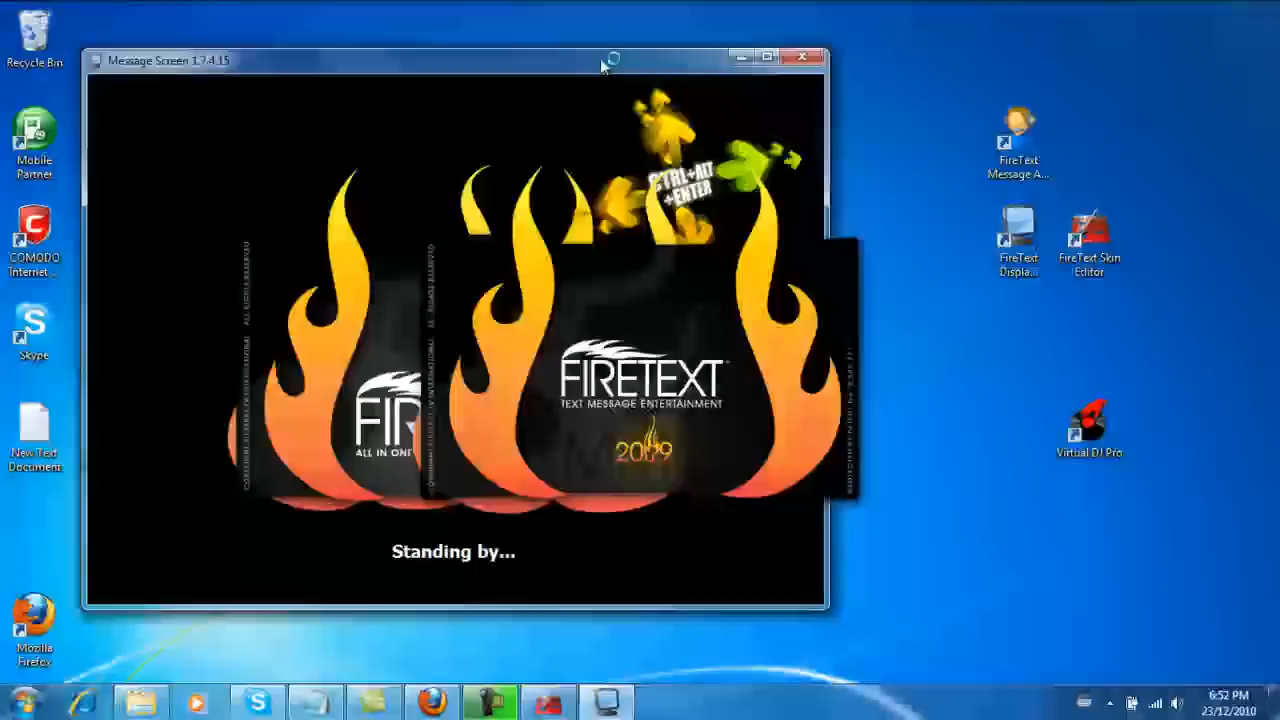 Recycle Bin
Message Screen 1.7.4.15
CTRL+ALT
+ENTER
Mobile
Partner
FireText
Message A...
COMODO
Internet ...
FireText
Displa...
FireText Skin
Editor
FIRETEXT
TEXT MESSAGE ENTERTAINMENT
2009
FIR
ALL IN ONE
Skype
New Text
Document
Virtual DJ Pro
Standing by...
Mozilla
Firefox
6:52 PM
23/12/2010